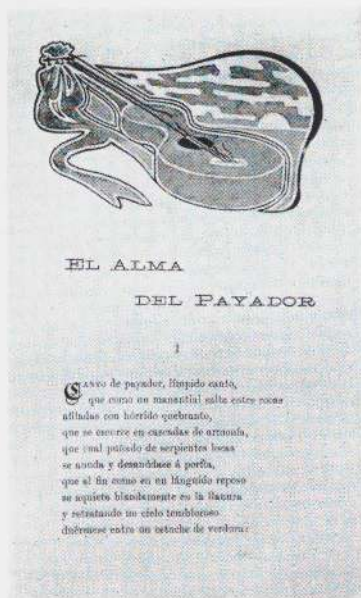 EL ALMA
DEL PAYADOR
I
CANTO de payador, límpido canto,
que como un manantial salta entre rocas
afiladas con hórrido quebranto,
que se escurre en cascadas de armonía,
que cual puñado de serpientes locas
se anuda y desanúdase á porfía,
que al fin como en un lánguido reposo
se aquieta blandamente en la llanura
y retratando un cielo tembloroso
duérmese entre un estuche de verdura: